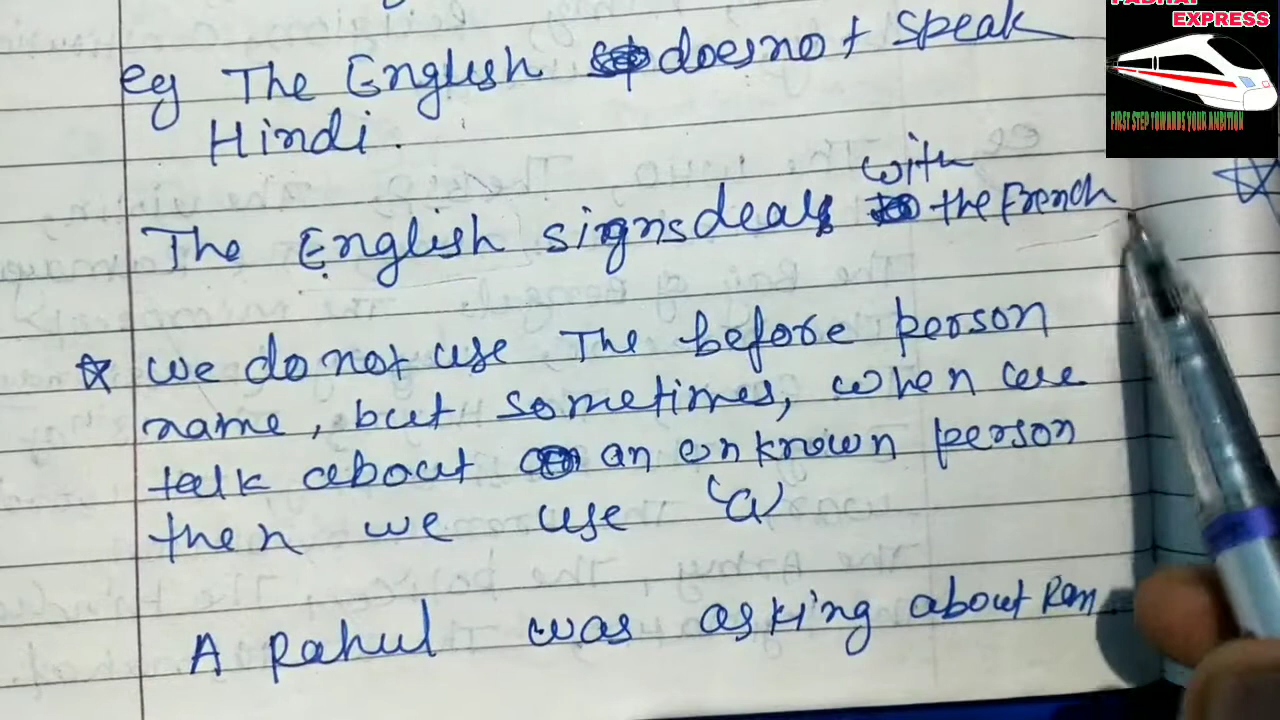 PADHAI
EXPRESS
FIRST STEP TOWARDS YOUR AMBITION
eg The English does not speak
Hindi.
with
The English signs deals the French
☆ we do not use The before person
name, but sometimes, when we
talk about an unknown person
then we use 'a'
A Rahul was asking about Ram